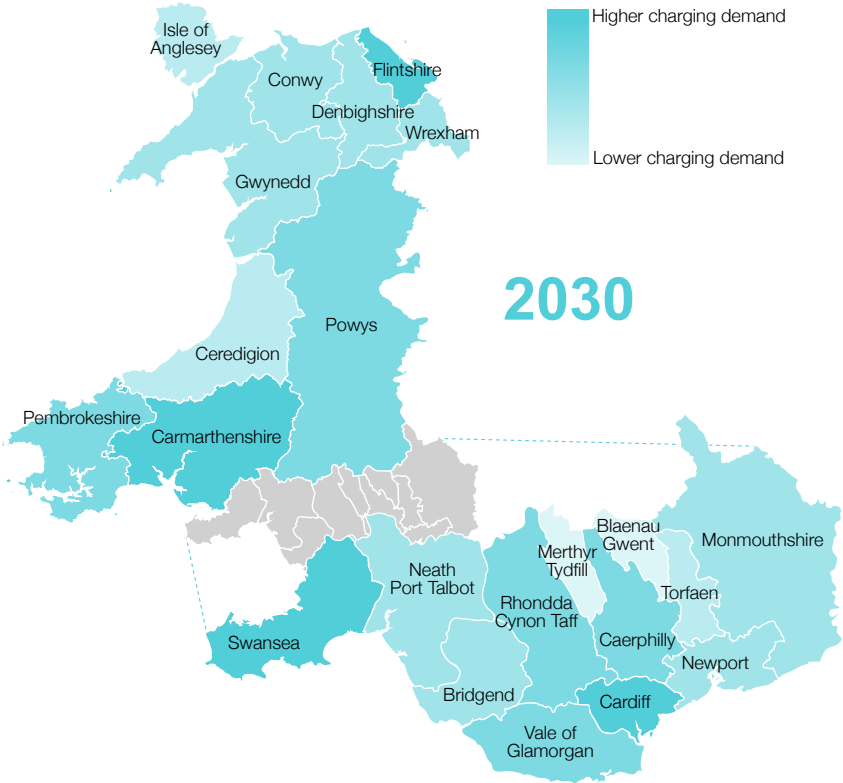 Isle of
Anglesey
Higher charging demand
Flintshire
Conwy
Denbighshire
Wrexham
Lower charging demand
Gwynedd
2030
Powys
Ceredigion
Pembrokeshire
Carmarthenshire
Blaenau
Gwent
Monmouthshire
Merthyr
Tydfill
Neath
Port Talbot
Torfaen
Rhondda
Cynon Taff
Caerphilly
Swansea
Newport
Bridgend
Cardiff
Vale of
Glamorgan